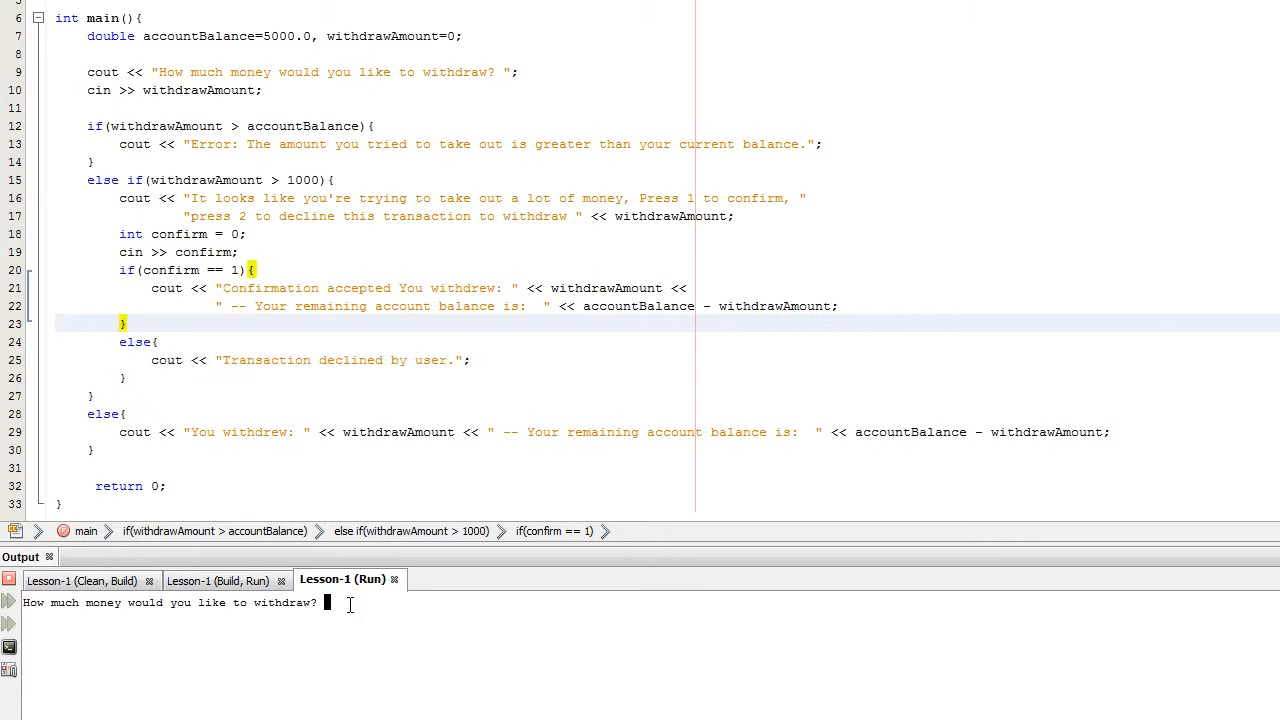 6 int main(){
7 double accountBalance=5000.0, withdrawAmount=0;
8
9 cout << "How much money would you like to withdraw? ";
10 cin >> withdrawAmount;
11
12 if(withdrawAmount > accountBalance){
13 cout << "Error: The amount you tried to take out is greater than your current balance.";
14 }
15 else if(withdrawAmount > 1000){
16 cout << "It looks like you're trying to take out a lot of money, Press 1 to confirm, "
17 "press 2 to decline this transaction to withdraw " << withdrawAmount;
18 int confirm = 0;
19 cin >> confirm;
20 if(confirm == 1){
21 cout << "Confirmation accepted You withdrew: " << withdrawAmount <<
22 " -- Your remaining account balance is:  " << accountBalance - withdrawAmount;
23 }
24 else{
25 cout << "Transaction declined by user.";
26 }
27 }
28 else{
29 cout << "You withdrew: " << withdrawAmount << " -- Your remaining account balance is:  " << accountBalance - withdrawAmount;
30 }
31
32 return 0;
33 }
main if(withdrawAmount > accountBalance) else if(withdrawAmount > 1000) if(confirm == 1)
Output
Lesson-1 (Clean, Build) Lesson-1 (Build, Run) Lesson-1 (Run)
How much money would you like to withdraw?